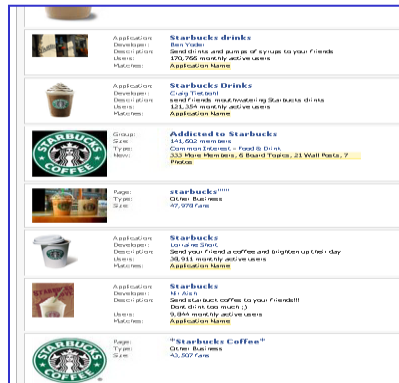 Application: Starbucks drinks
Developer: Ben Yoder
Description: Send drinks and pumps of syrups to your friends
Users: 170,766 monthly active users
Matches: Application Name
Application: Starbucks Drinks
Developer: Craig Tietbohl
Description: send friends mouthwatering Starbucks drinks
Users: 121,354 monthly active users
Matches: Application Name
STARBUCKS COFFEE
Group: Addicted to Starbucks
Size: 141,602 members
Type: Common Interest - Food & Drink
New: 333 More Members, 6 Board Topics, 21 Wall Posts, 7
Photos
Page: starbucks"""
Type: Other Business
Size: 47,978 fans
Application: Starbucks
Developer: Lorraine Short
Description: Send your friend a coffee and brighten up their day
Users: 38,911 monthly active users
Matches: Application Name
Application: Starbucks
Developer: Nir Aish
Description: Send starbuck coffes to your friends!!!
Dont drint too much ;)
Users: 9,844 monthly active users
Matches: Application Name
STARBUCKS COFFEE
Page: "Starbucks Coffee"
Type: Other Business
Size: 43,507 fans